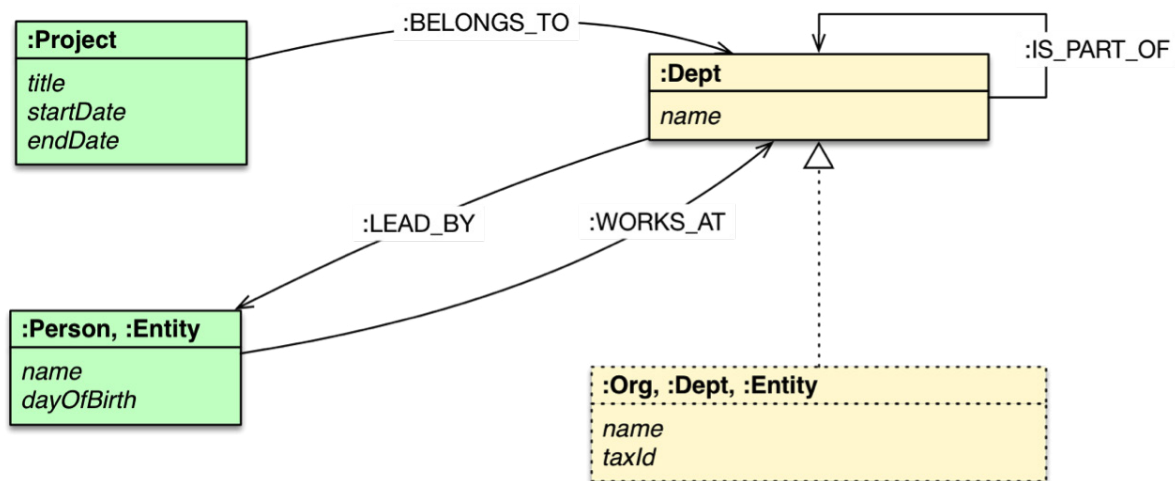 :BELONGS_TO
:Project
title
startDate
endDate
:IS_PART_OF
:Dept
name
:LEAD_BY
:WORKS_AT
:Person, :Entity
name
dayOfBirth
:Org, :Dept, :Entity
name
taxId